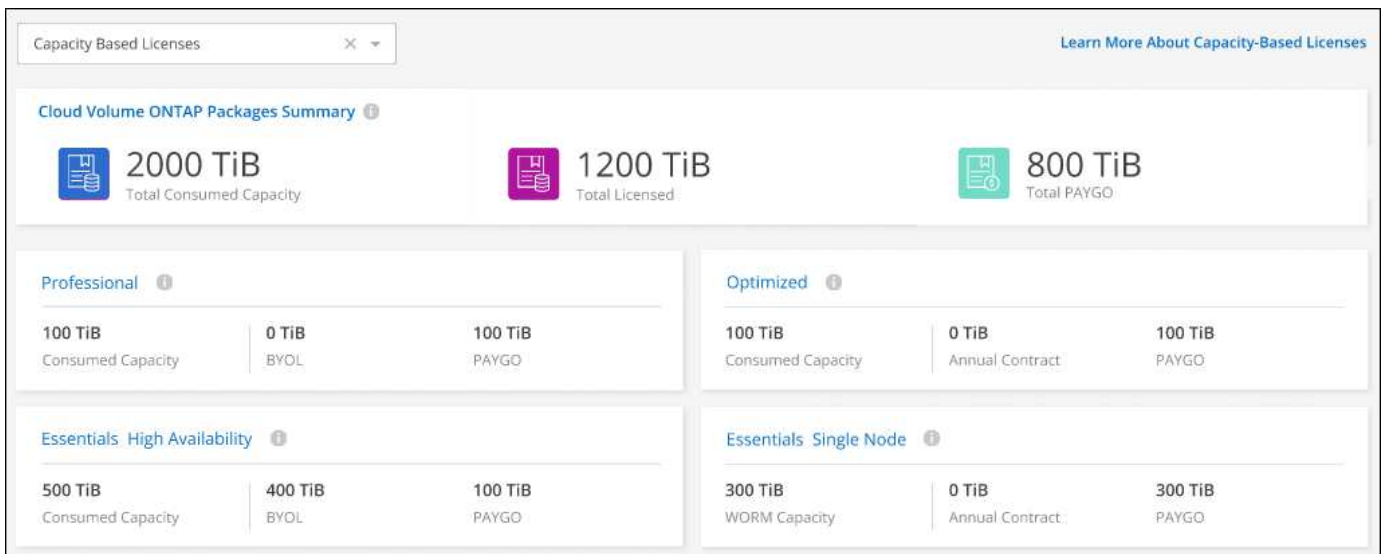 Capacity Based Licenses
Learn More About Capacity-Based Licenses
Cloud Volume ONTAP Packages Summary
2000 TiB
Total Consumed Capacity
1200 TiB
Total Licensed
800 TiB
Total PAYGO
Professional
100 TiB
Consumed Capacity
0 TiB
BYOL
100 TiB
PAYGO
Optimized
100 TiB
Consumed Capacity
0 TiB
Annual Contract
100 TiB
PAYGO
Essentials High Availability
500 TiB
Consumed Capacity
400 TiB
BYOL
100 TiB
PAYGO
Essentials Single Node
300 TiB
WORM Capacity
0 TiB
Annual Contract
300 TiB
PAYGO